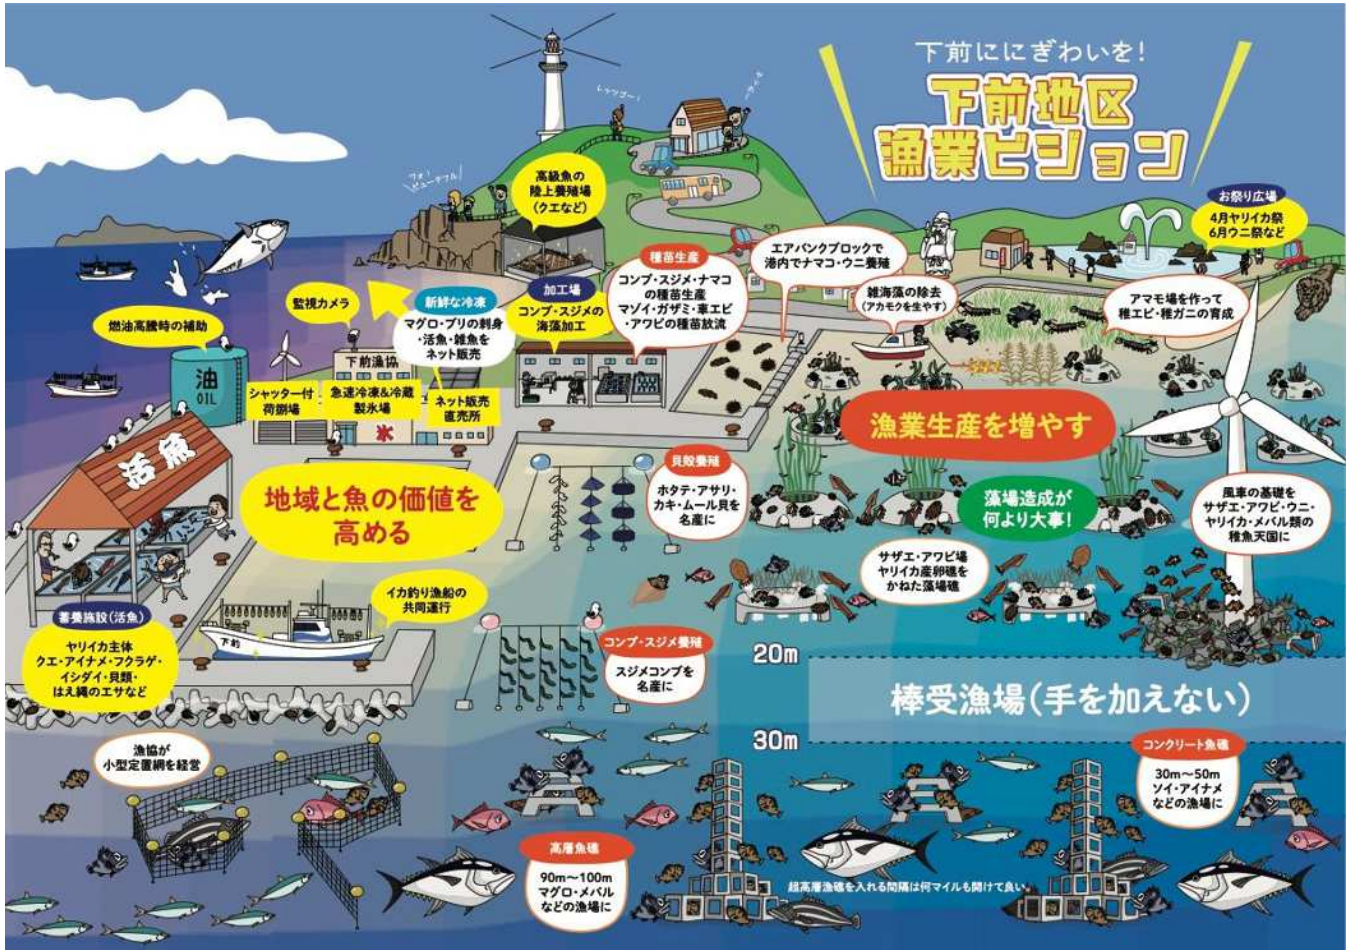 下前ににぎわいを!
下前地区
漁業ビジョン
レッツゴー!
ビューチフル!
お祭り広場
4月ヤリイカ祭
6月ウニ祭など
高級魚の
陸上養殖場
(クエなど)
種苗生産
コンブ・スジメ・ナマコ
の種苗生産
マゾイ・ガザミ・車エビ
・アワビの種苗放流
エアバンクブロックで
港内でナマコ・ウニ養殖
雑海藻の除去
(アカモクを生やす)
アマモ場を作って
稚エビ・稚ガニの育成
監視カメラ
新鮮な冷凍
マグロ・ブリの刺身
・活魚・雑魚を
ネット販売
加工場
コンブ・スジメの
海藻加工
燃油高騰時の補助
油
OIL
下前漁協
シャッター付
荷捌場
急速冷凍&冷蔵
製氷場
氷
ネット販売
直売所
漁業生産を増やす
活魚
地域と魚の価値を
高める
貝殻養殖
ホタテ・アサリ・
カキ・ムール貝を
名産に
藻場造成が
何より大事!
風車の基礎を
サザエ・アワビ・ウニ・
ヤリイカ・メバル類の
稚魚天国に
サザエ・アワビ場
ヤリイカ産卵礁を
かねた藻場礁
イカ釣り漁船の
共同運行
下前
蓄養施設(活魚)
ヤリイカ主体
クエ・アイナメ・フクラゲ・
イシダイ・貝類・
はえ縄のエサなど
コンブ・スジメ養殖
スジメコンブを
名産に
20m
棒受漁場(手を加えない)
30m
漁協が
小型定置網を経営
コンクリート魚礁
30m〜50m
ソイ・アイナメ
などの漁場に
高層魚礁
90m〜100m
マグロ・メバル
などの漁場に
超高層漁礁を入れる間隔は何マイルも開けて良い。